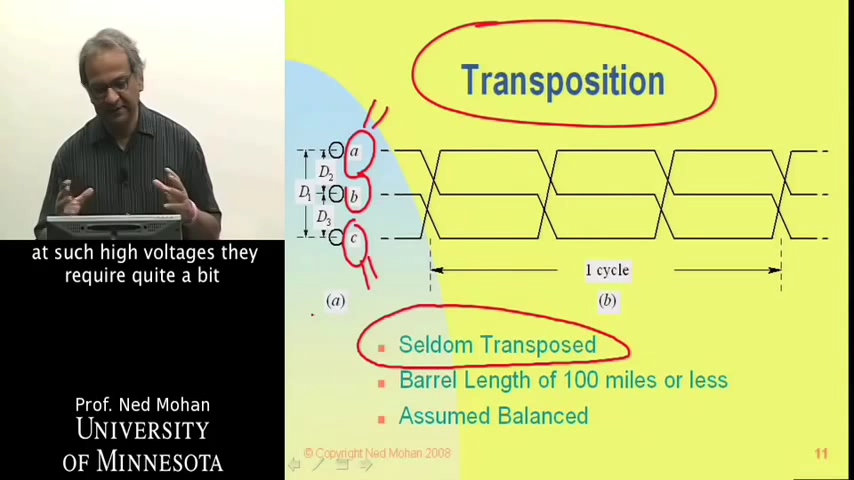 Transposition
a
D₂
D₁
b
D₃
c
1 cycle
(a)
(b)
Seldom Transposed
Barrel Length of 100 miles or less
Assumed Balanced
© Copyright Ned Mohan 2008
11
at such high voltages they
require quite a bit
Prof. Ned Mohan
UNIVERSITY
OF MINNESOTA